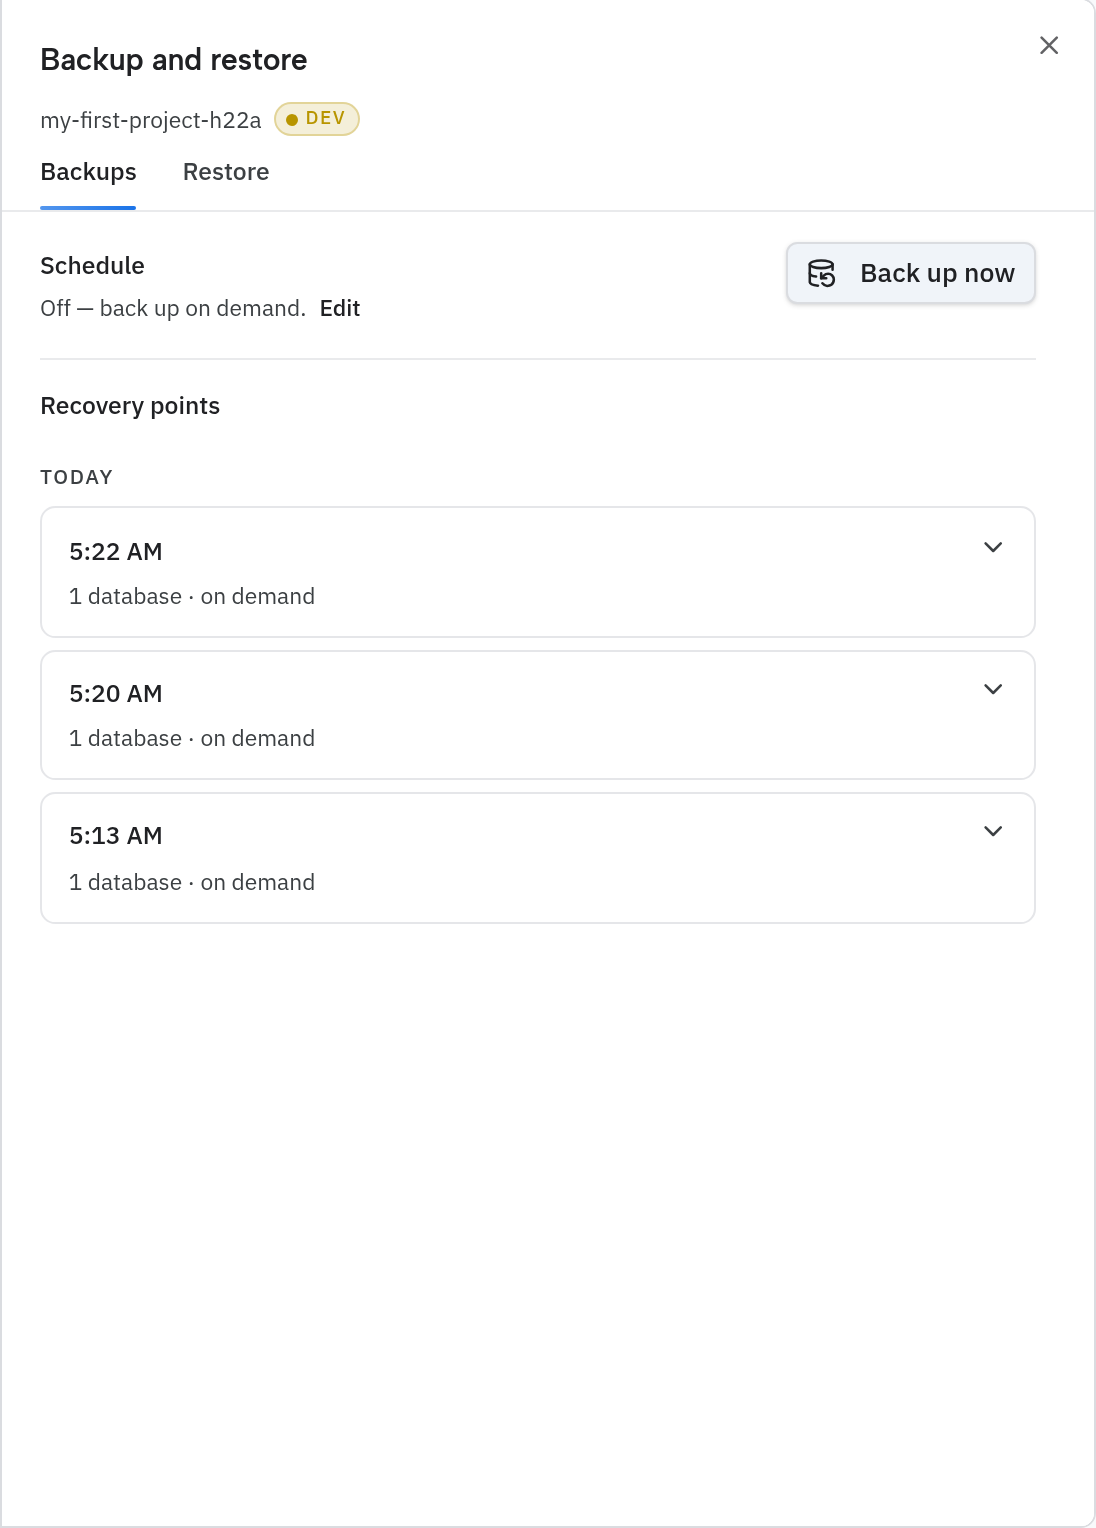 Backup and restore
my-first-project-h22a DEV
Backups Restore
Schedule
Back up now
Off — back up on demand. Edit
Recovery points
TODAY
5:22 AM
1 database · on demand
5:20 AM
1 database · on demand
5:13 AM
1 database · on demand